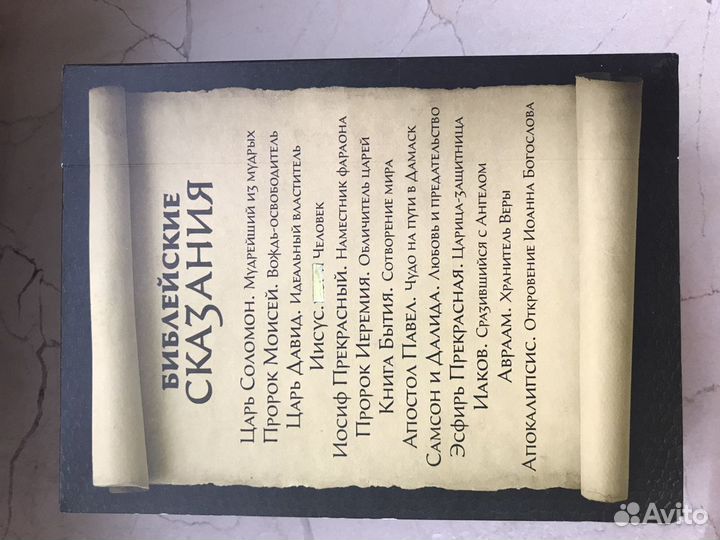 БИБЛЕЙСКИЕ
СКАЗАНИЯ
Царь Соломон. Мудрейший из мудрых
Пророк Моисей. Вождь-освободитель
Царь Давид. Идеальный властитель
Иисус. Человек
Иосиф Прекрасный. Наместник фараона
Пророк Иеремия. Обличитель царей
Книга Бытия. Сотворение мира
Апостол Павел. Чудо на пути в Дамаск
Самсон и Далида. Любовь и предательство
Эсфирь Прекрасная. Царица-защитница
Иаков. Сразившийся с Ангелом
Авраам. Хранитель Веры
Апокалипсис. Откровение Иоанна Богослова
Avito